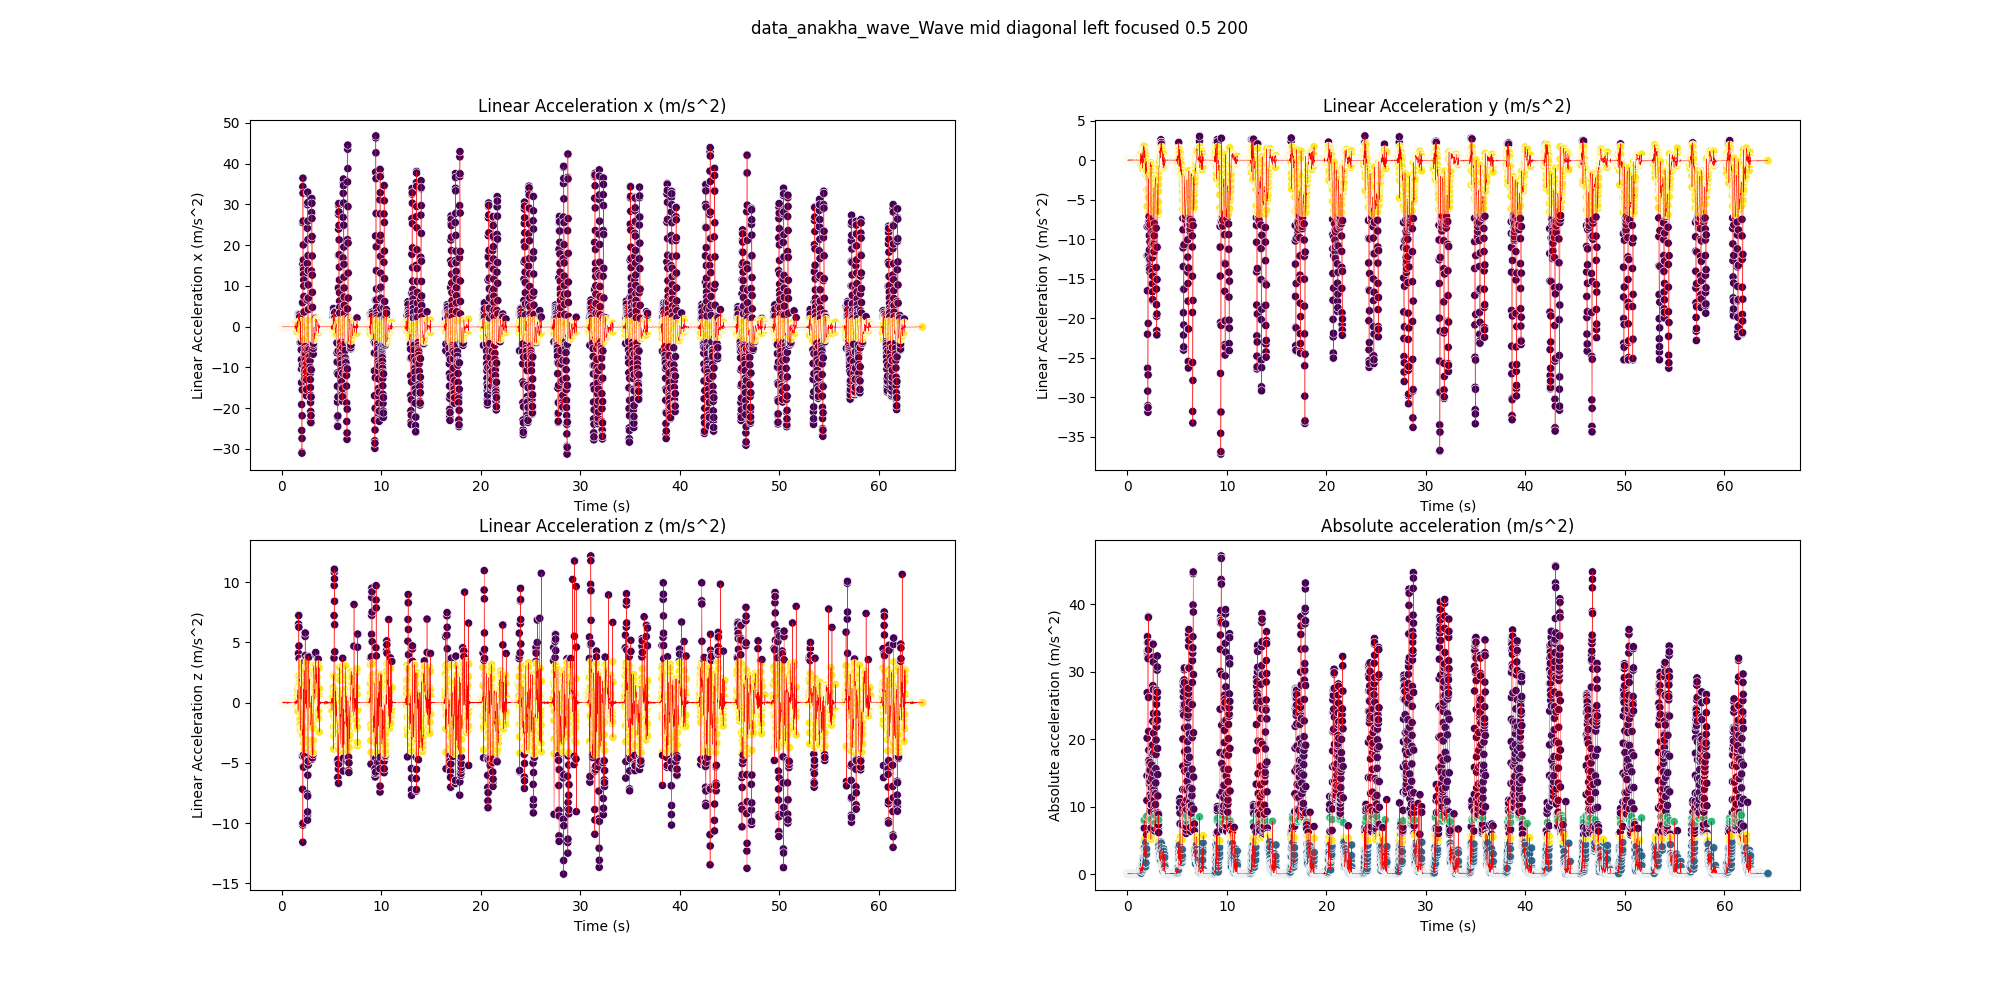 data_anakha_wave_Wave mid diagonal left focused 0.5 200
Linear Acceleration x (m/s^2)
Linear Acceleration x (m/s^2)
50
40
30
20
10
0
−10
−20
−30
0 10 20 30 40 50 60
Time (s)
Linear Acceleration y (m/s^2)
Linear Acceleration y (m/s^2)
5
0
−5
−10
−15
−20
−25
−30
−35
0 10 20 30 40 50 60
Time (s)
Linear Acceleration z (m/s^2)
Linear Acceleration z (m/s^2)
10
5
0
−5
−10
−15
0 10 20 30 40 50 60
Time (s)
Absolute acceleration (m/s^2)
Absolute acceleration (m/s^2)
40
30
20
10
0
0 10 20 30 40 50 60
Time (s)